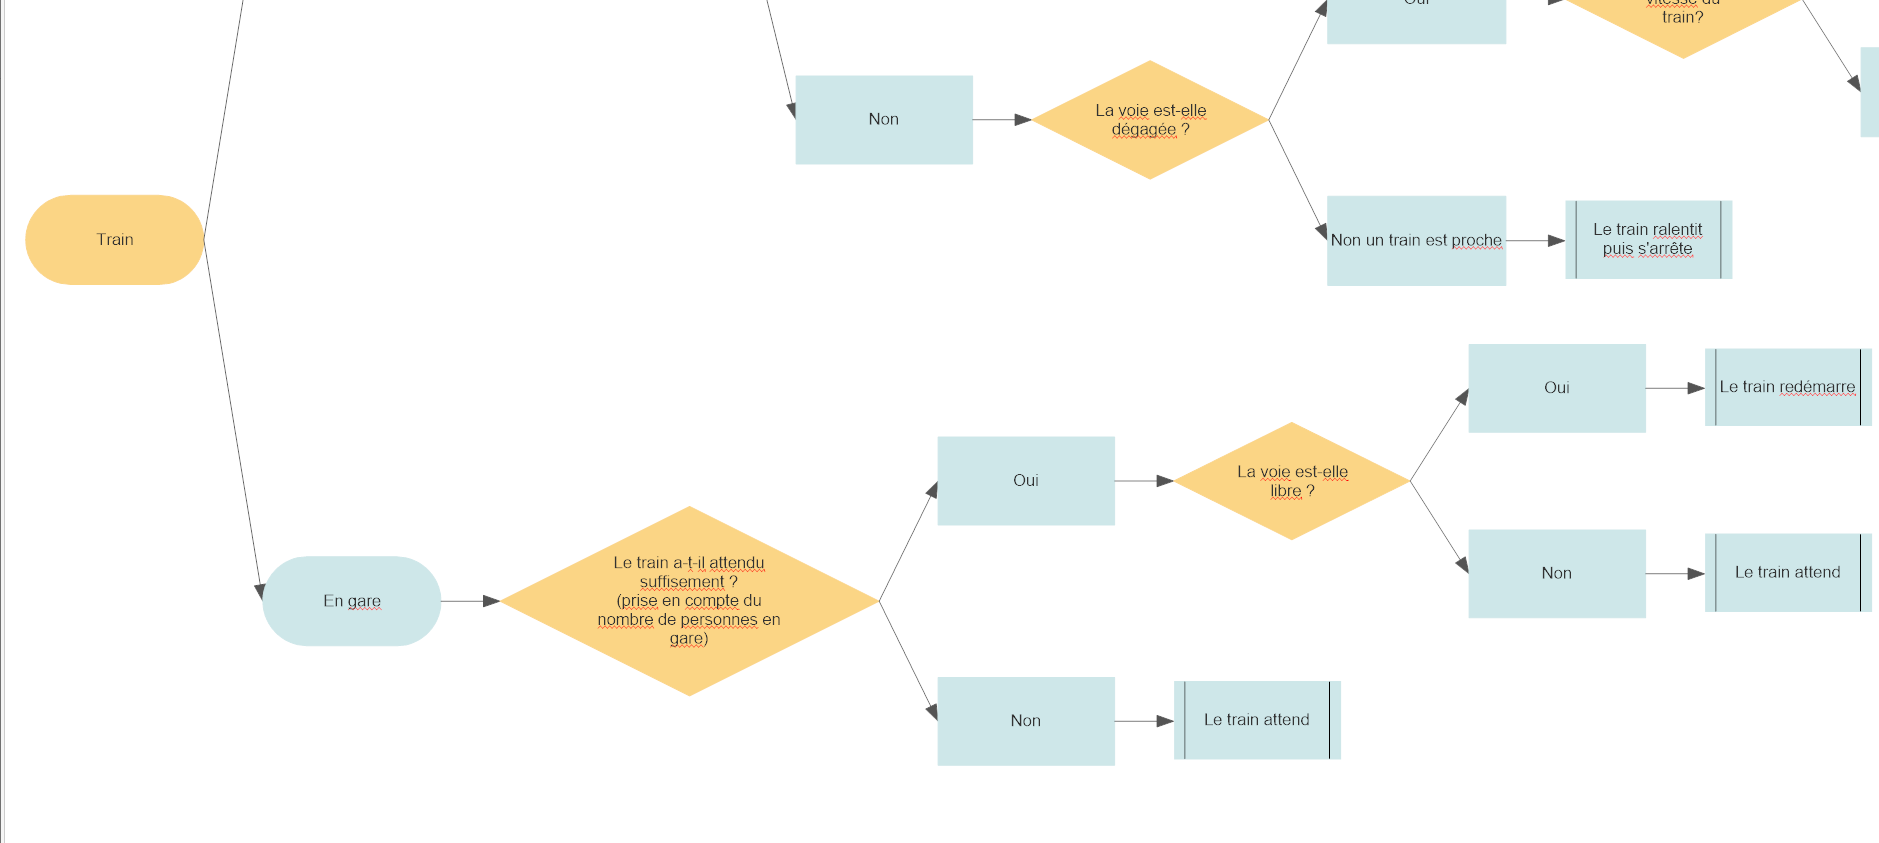 vitesse du
train?
Non
La voie est-elle
dégagée ?
Train
Non un train est proche
Le train ralentit
puis s'arrête
Oui
Le train redémarre
Oui
La voie est-elle
libre ?
Non
Le train attend
En gare
Le train a-t-il attendu
suffisement ?
(prise en compte du
nombre de personnes en
gare)
Non
Le train attend